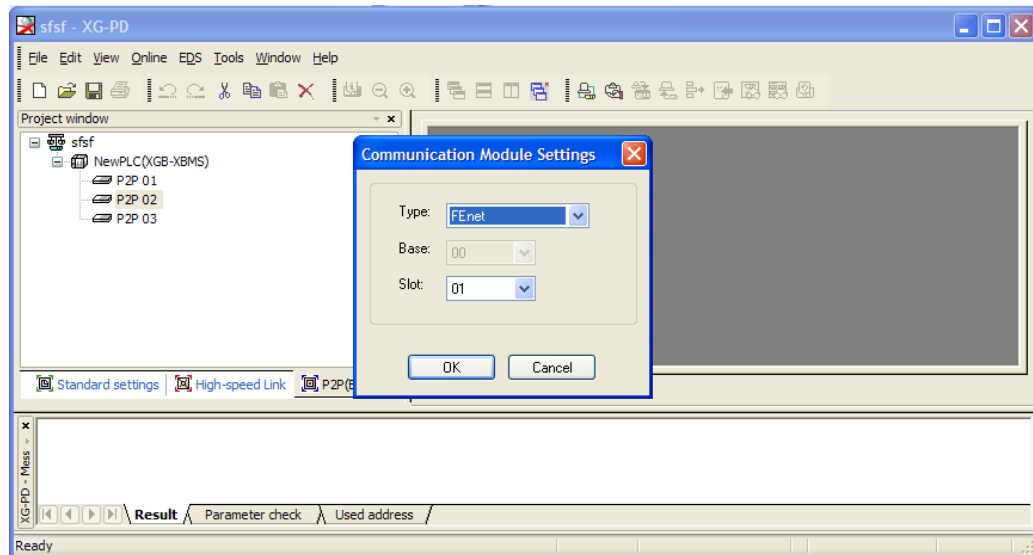 sfsf - XG-PD
File Edit View Online EDS Tools Window Help
Project window
sfsf
NewPLC(XGB-XBMS)
P2P 01
P2P 02
P2P 03
Communication Module Settings
Type: FEnet
Base: 00
Slot: 01
OK Cancel
Standard settings High-speed Link P2P(E
XG-PD - Mess
Result Parameter check Used address
Ready